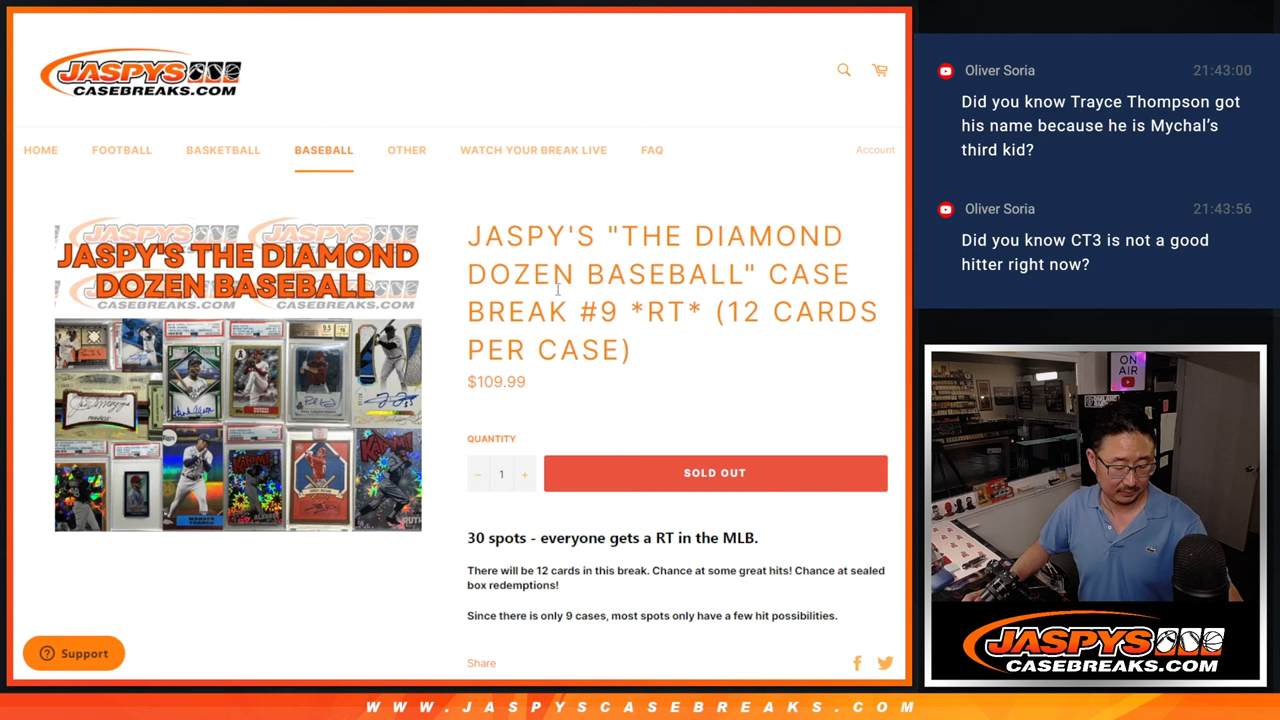 JASPYS
CASEBREAKS.COM
HOME
FOOTBALL
BASKETBALL
BASEBALL
OTHER
WATCH YOUR BREAK LIVE
FAQ
Account
JASPY'S THE DIAMOND
DOZEN BASEBALL
JASPY'S "THE DIAMOND
DOZEN BASEBALL" CASE
BREAK #9 *RT* (12 CARDS
PER CASE)
$109.99
QUANTITY
− 1 +
SOLD OUT
30 spots - everyone gets a RT in the MLB.
There will be 12 cards in this break. Chance at some great hits! Chance at sealed
box redemptions!
Since there is only 9 cases, most spots only have a few hit possibilities.
Share
Support
Oliver Soria
21:43:00
Did you know Trayce Thompson got
his name because he is Mychal’s
third kid?
Oliver Soria
21:43:56
Did you know CT3 is not a good
hitter right now?
ON
AIR
JASPYS
CASEBREAKS.COM
WWW.JASPYSCASEBREAKS.COM